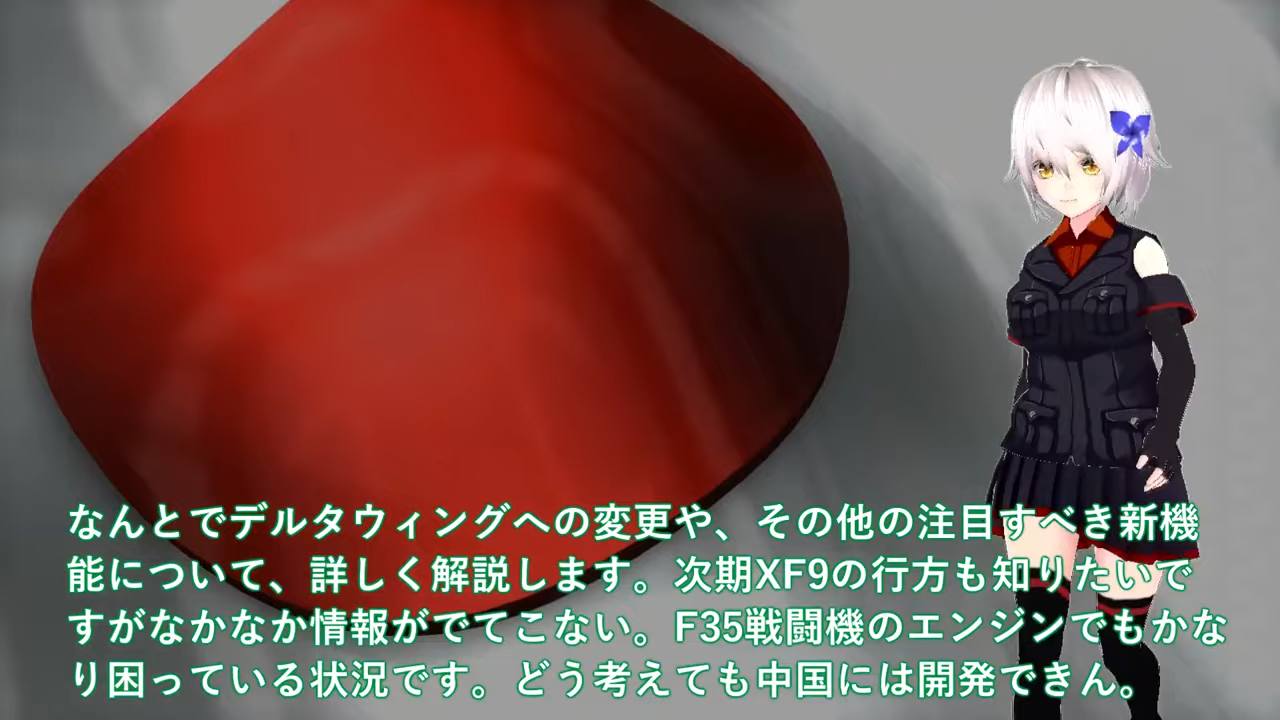 なんとでデルタウィングへの変更や、その他の注目すべき新機
能について、詳しく解説します。次期XF9の行方も知りたいで
すがなかなか情報がでてこない。F35戦闘機のエンジンでもかな
り困っている状況です。どう考えても中国には開発できん。